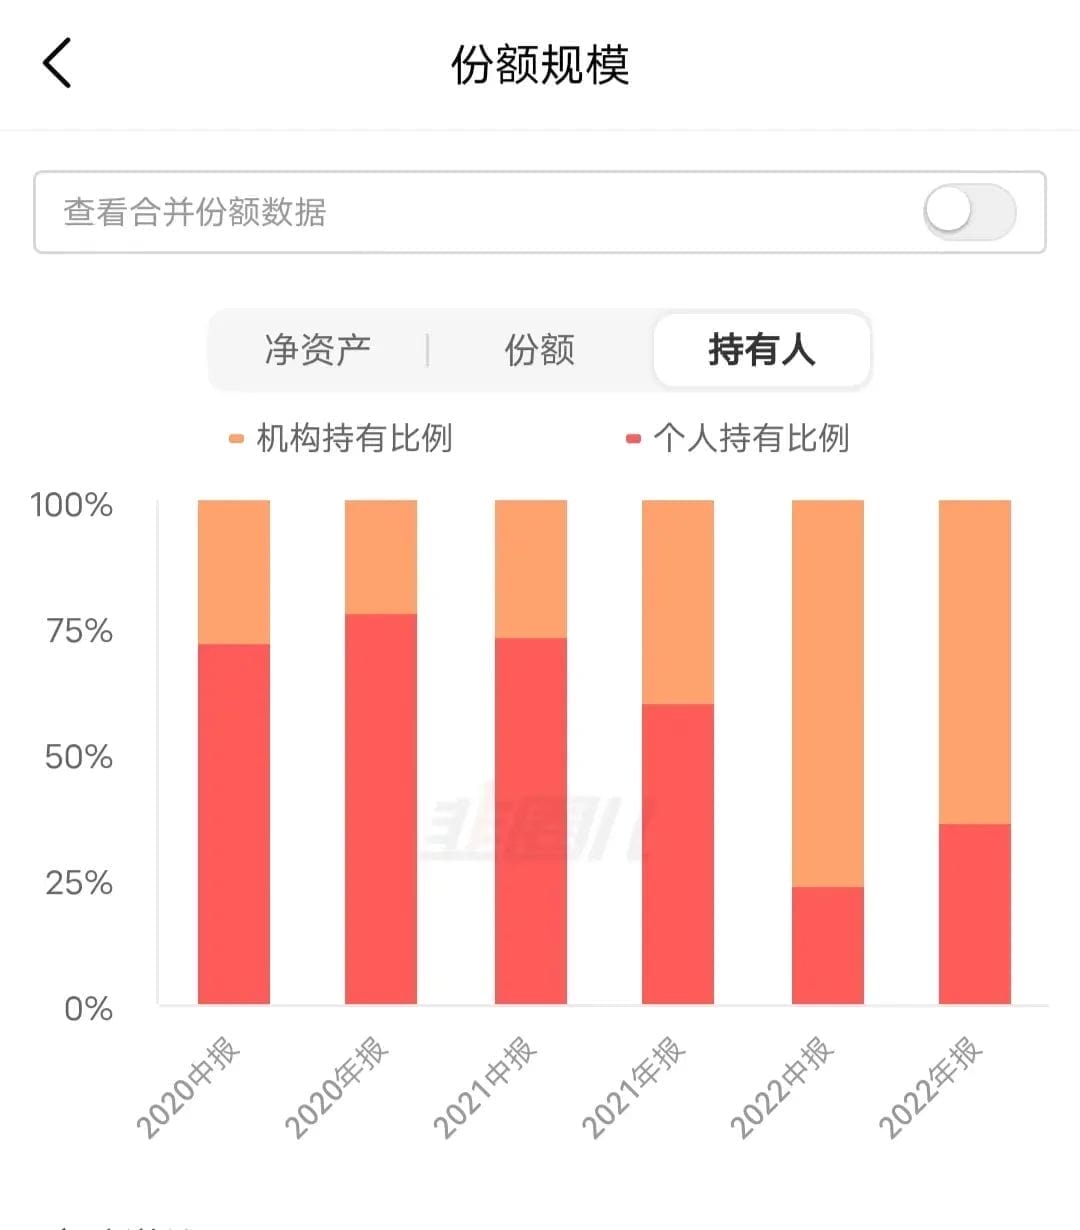 份额规模
查看合并份额数据
净资产 | 份额 持有人
机构持有比例 个人持有比例
100%
75%
50%
25%
0%
2020中报 2020年报 2021中报 2021年报 2022中报 2022年报
韭圈儿